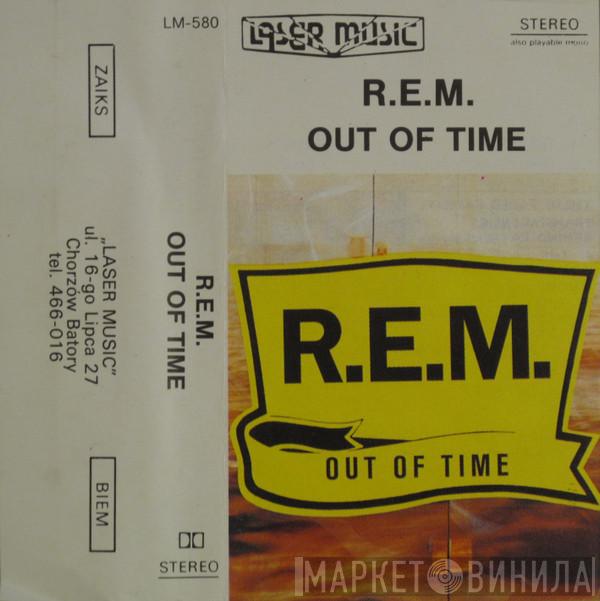 LM-580
ZAIKS
„LASER MUSIC”
ul. 16-go Lipca 27
Chorzów Batory
tel. 466-016
BIEM
R.E.M.
OUT OF TIME
STEREO
LASER MUSIC
STEREO
also playable mono
R.E.M.
OUT OF TIME
R.E.M.
OUT OF TIME
МАРКЕТ ВИНИЛА